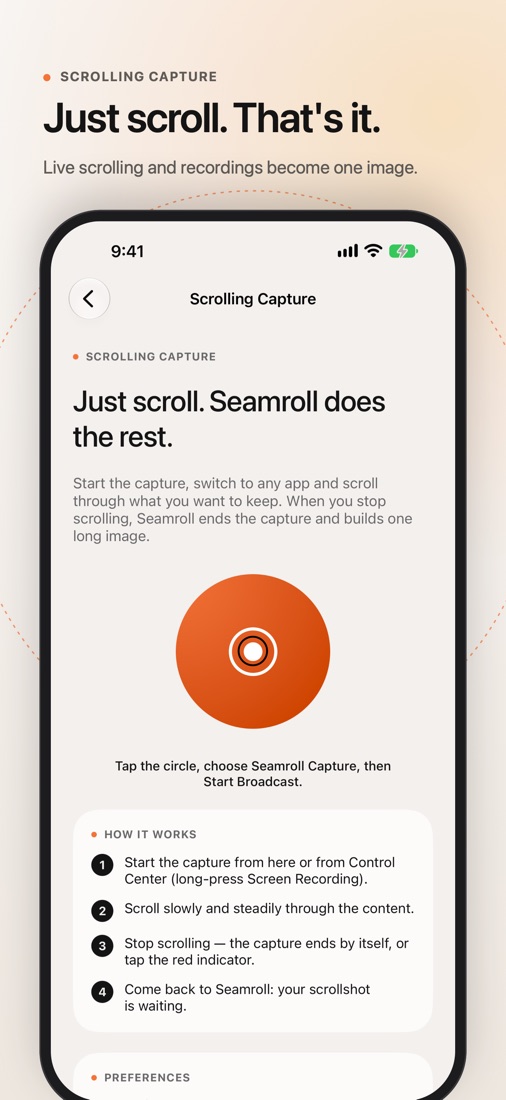 SCROLLING CAPTURE
Just scroll. That's it.
Live scrolling and recordings become one image.
9:41
Scrolling Capture
SCROLLING CAPTURE
Just scroll. Seamroll does
the rest.
Start the capture, switch to any app and scroll
through what you want to keep. When you stop
scrolling, Seamroll ends the capture and builds one
long image.
Tap the circle, choose Seamroll Capture, then
Start Broadcast.
HOW IT WORKS
1 Start the capture from here or from Control
Center (long-press Screen Recording).
2 Scroll slowly and steadily through the content.
3 Stop scrolling — the capture ends by itself, or
tap the red indicator.
4 Come back to Seamroll: your scrollshot
is waiting.
PREFERENCES